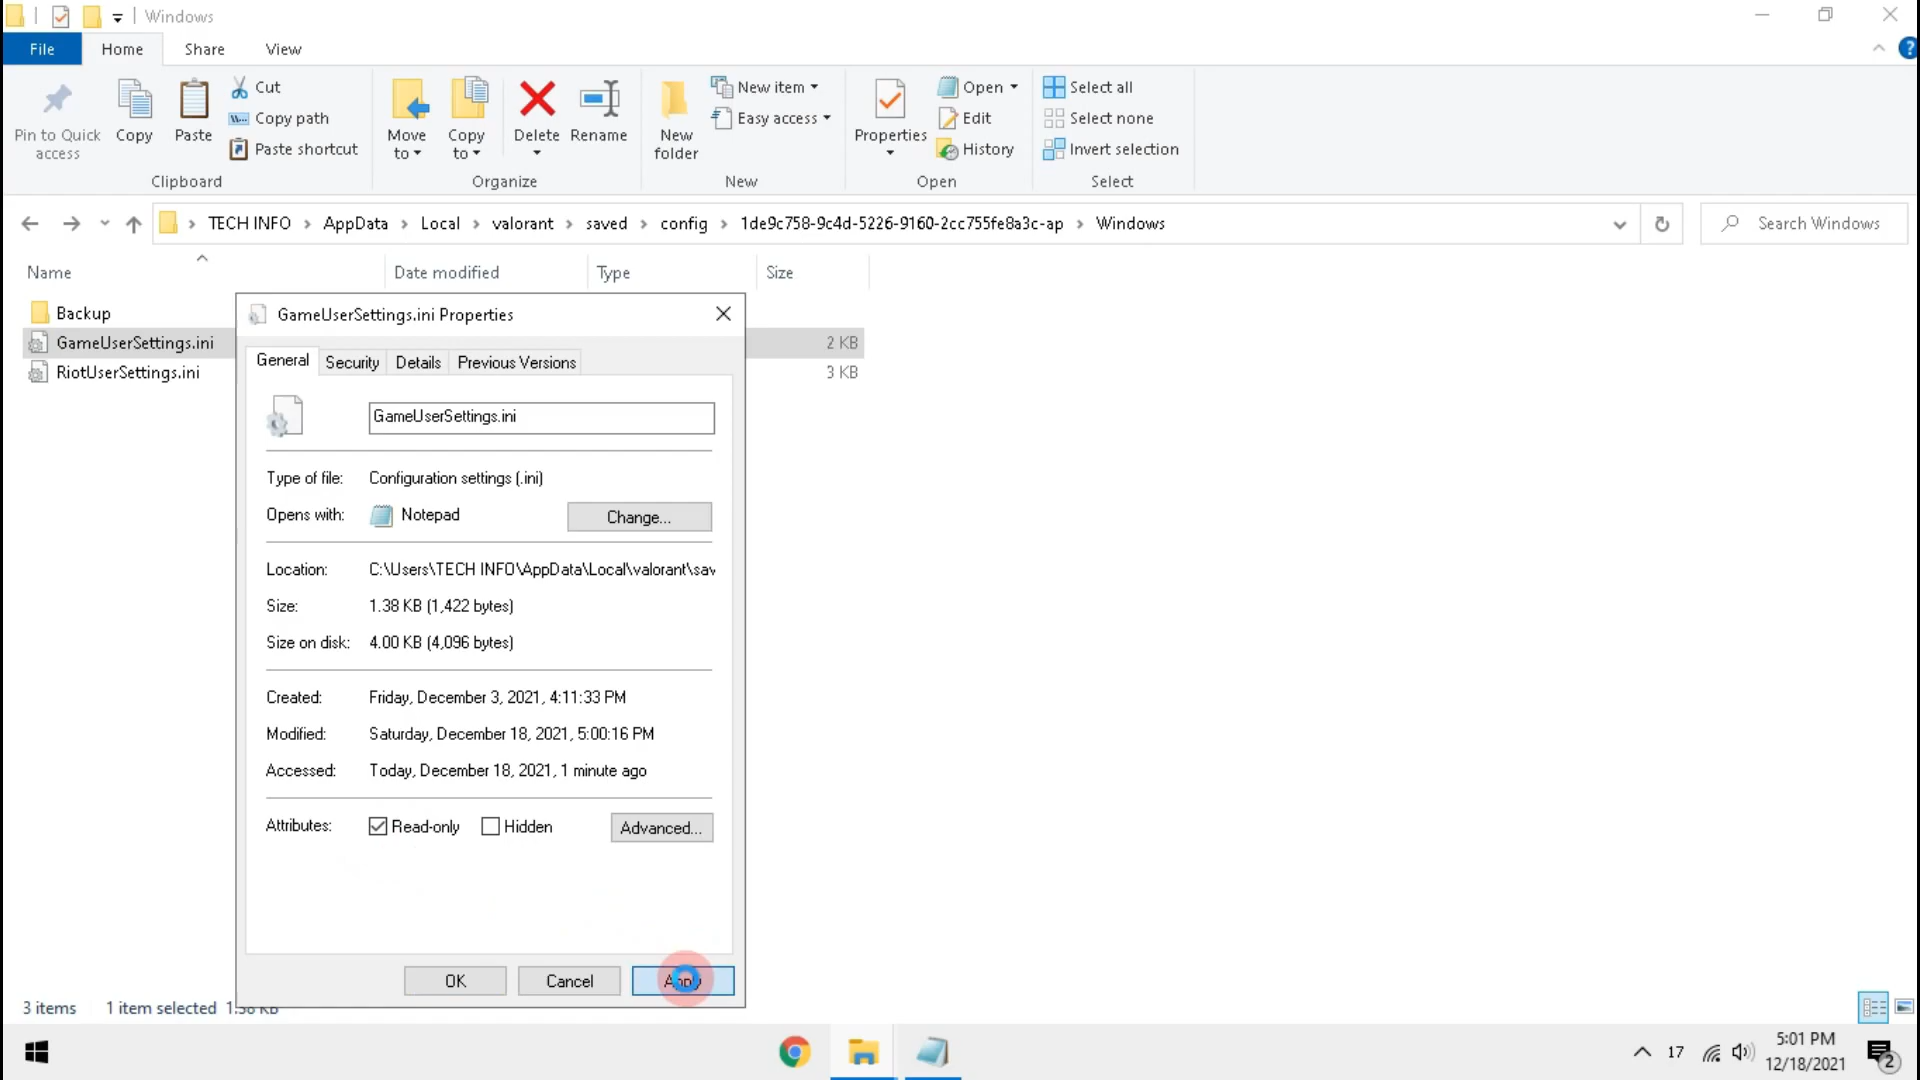 Windows
File
Home
Share
View
Pin to Quick access
Copy
Paste
Cut
Copy path
Paste shortcut
Clipboard
Move to
Copy to
Delete
Rename
Organize
New folder
New item
Easy access
New
Properties
Open
Edit
History
Open
Select all
Select none
Invert selection
Select
TECH INFO › AppData › Local › valorant › saved › config › 1de9c758-9c4d-5226-9160-2cc755fe8a3c-ap › Windows
Search Windows
Name
Date modified
Type
Size
Backup
GameUserSettings.ini
2 KB
RiotUserSettings.ini
3 KB
GameUserSettings.ini Properties
General
Security
Details
Previous Versions
GameUserSettings.ini
Type of file: Configuration settings (.ini)
Opens with: Notepad
Change...
Location: C:\Users\TECH INFO\AppData\Local\valorant\sav
Size: 1.38 KB (1,422 bytes)
Size on disk: 4.00 KB (4,096 bytes)
Created: Friday, December 3, 2021, 4:11:33 PM
Modified: Saturday, December 18, 2021, 5:00:16 PM
Accessed: Today, December 18, 2021, 1 minute ago
Attributes: Read-only Hidden
Advanced...
OK
Cancel
Apply
3 items
1 item selected 1.38 KB
17
5:01 PM
12/18/2021
2